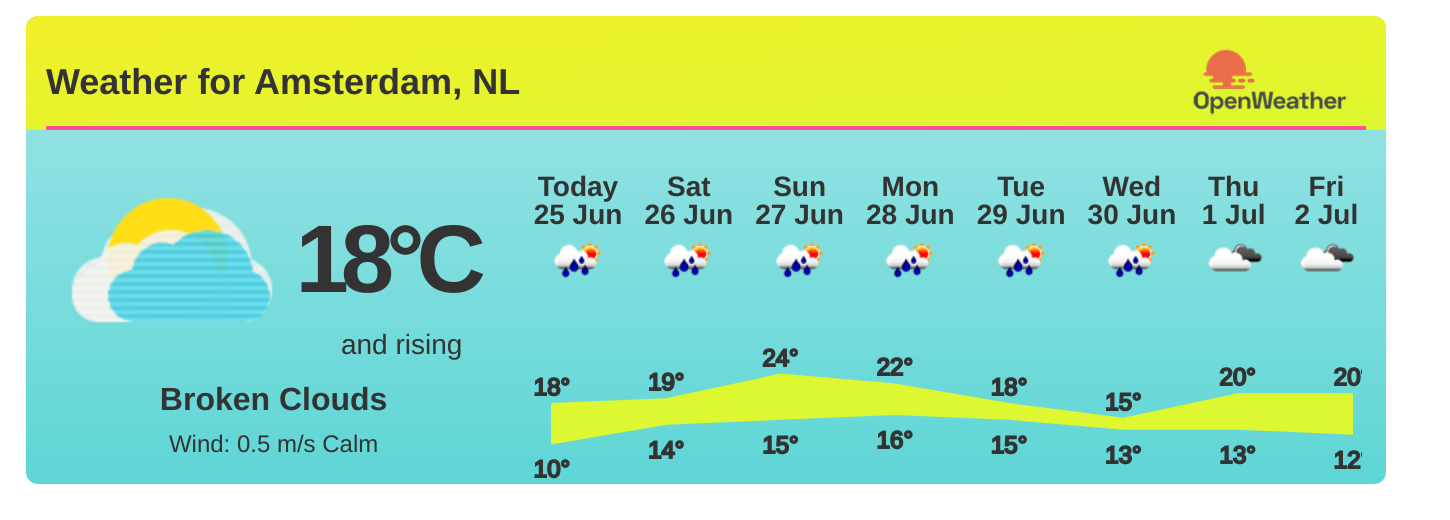 Weather for Amsterdam, NL
OpenWeather
Today Sat Sun Mon Tue Wed Thu Fri
25 Jun 26 Jun 27 Jun 28 Jun 29 Jun 30 Jun 1 Jul 2 Jul
18°C
and rising
Broken Clouds
Wind: 0.5 m/s Calm
18° 19° 24° 22° 18° 15° 20° 20°
10° 14° 15° 16° 15° 13° 13° 12°